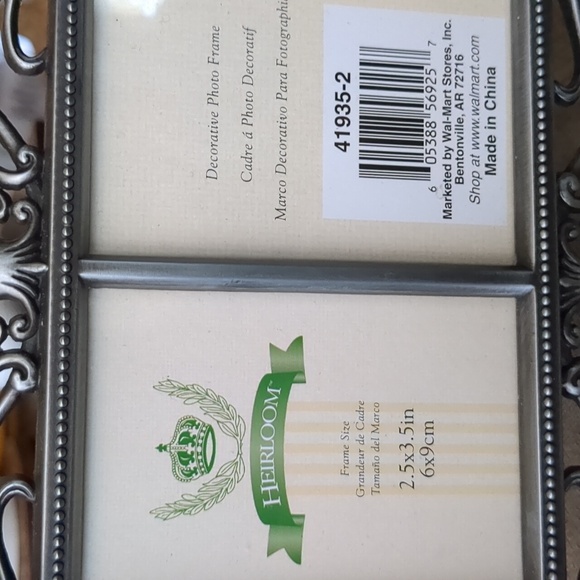 HEIRLOOM™
Frame Size
Grandeur de Cadre
Tamaño del Marco
2.5x3.5in
6x9cm
Decorative Photo Frame
Cadre á Photo Decoratif
Marco Decorativo Para Fotographi
41935-2
6 05388 56925 7
Marketed by Wal-Mart Stores, Inc.
Bentonville, AR 72716
Shop at www.walmart.com
Made in China